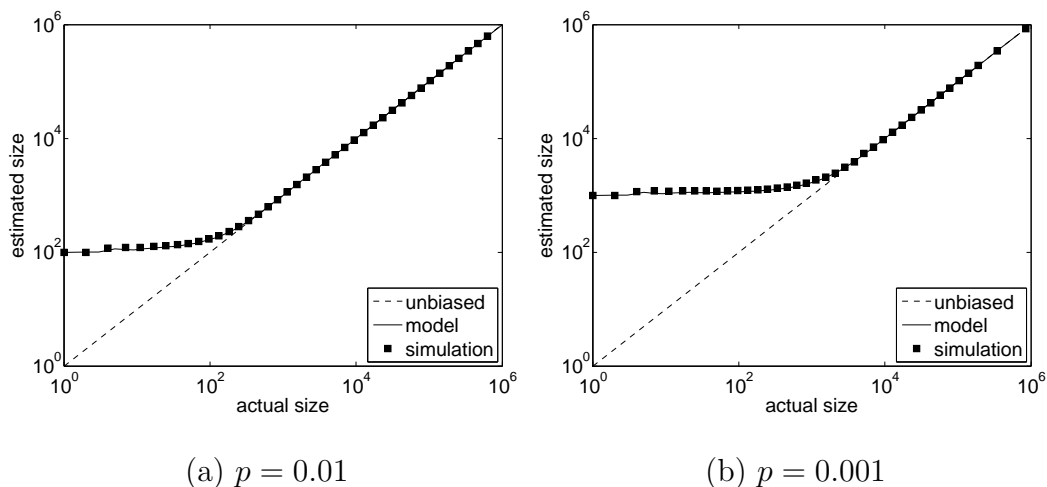 10^6
10^4
10^2
10^0
estimated size
10^0 10^2 10^4 10^6
actual size
unbiased
model
simulation
(a) p = 0.01
10^6
10^4
10^2
10^0
estimated size
10^0 10^2 10^4 10^6
actual size
unbiased
model
simulation
(b) p = 0.001